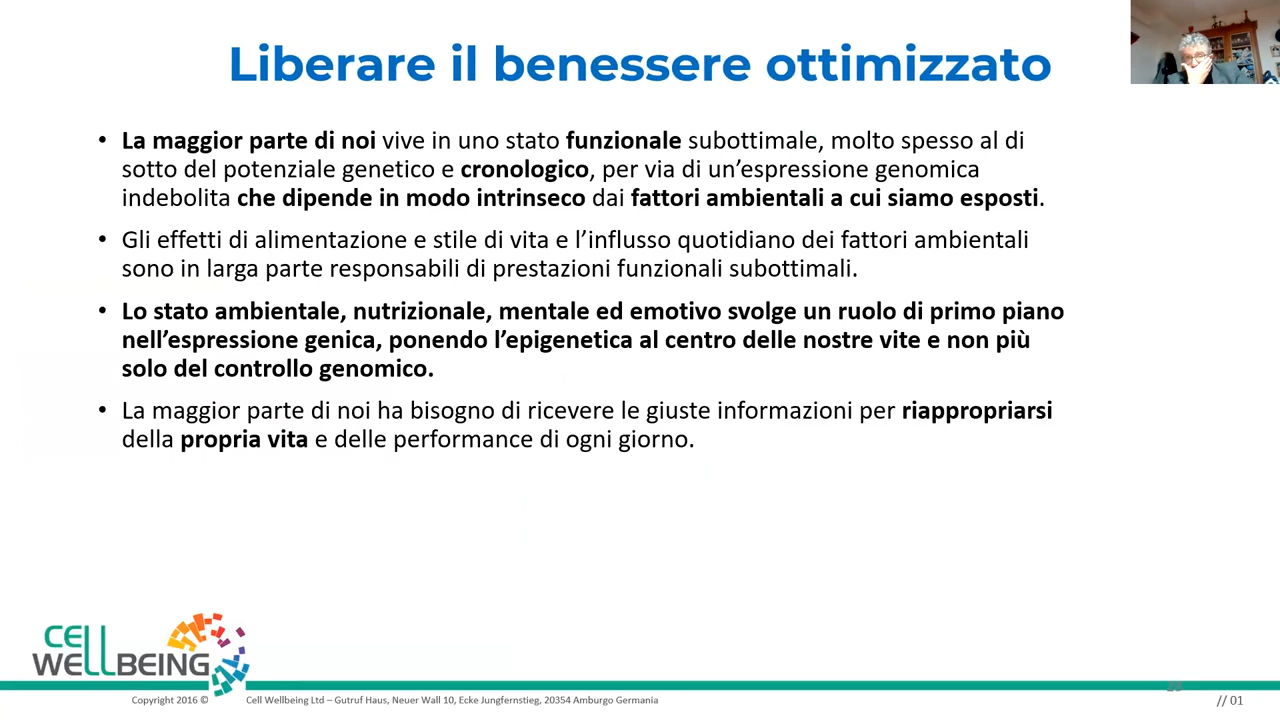 Liberare il benessere ottimizzato
• La maggior parte di noi vive in uno stato funzionale subottimale, molto spesso al di
sotto del potenziale genetico e cronologico, per via di un’espressione genomica
indebolita che dipende in modo intrinseco dai fattori ambientali a cui siamo esposti.
• Gli effetti di alimentazione e stile di vita e l’influsso quotidiano dei fattori ambientali
sono in larga parte responsabili di prestazioni funzionali subottimali.
• Lo stato ambientale, nutrizionale, mentale ed emotivo svolge un ruolo di primo piano
nell’espressione genica, ponendo l’epigenetica al centro delle nostre vite e non più
solo del controllo genomico.
• La maggior parte di noi ha bisogno di ricevere le giuste informazioni per riappropriarsi
della propria vita e delle performance di ogni giorno.
CELL
WELLBEING
Copyright 2016 © Cell Wellbeing Ltd – Gutruf Haus, Neuer Wall 10, Ecke Jungfernstieg, 20354 Amburgo Germania
// 01